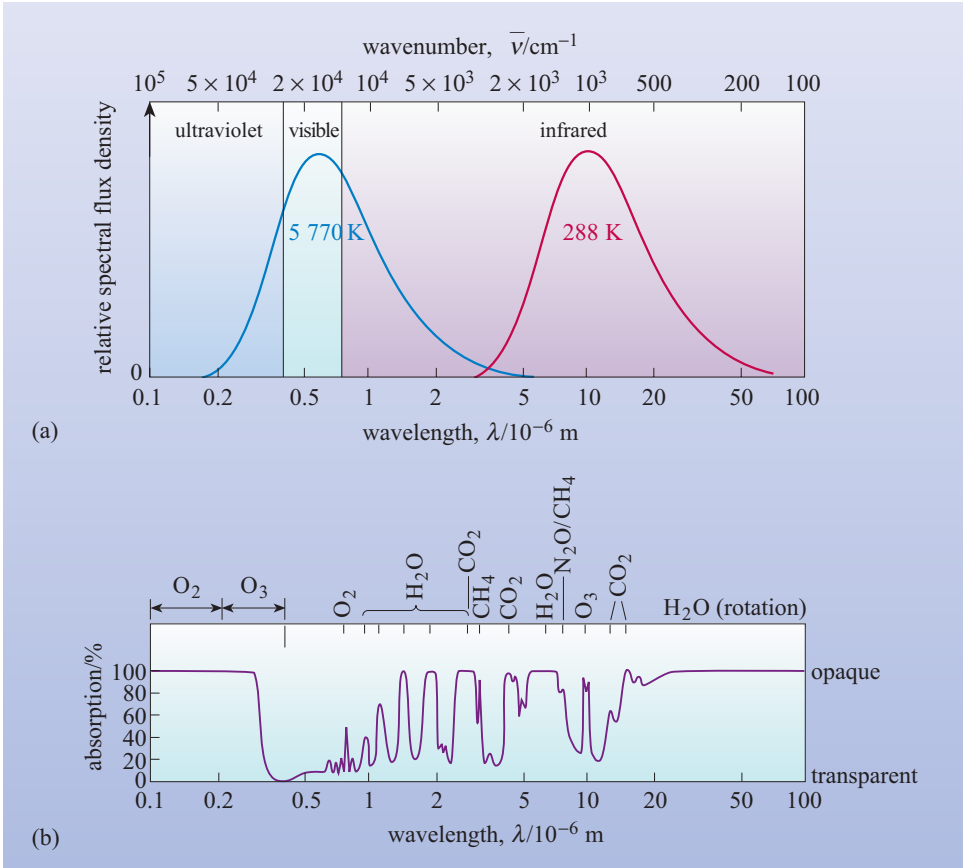 wavenumber, ν̅/cm⁻¹
10⁵ 5 × 10⁴ 2 × 10⁴ 10⁴ 5 × 10³ 2 × 10³ 10³ 500 200 100
relative spectral flux density
ultraviolet visible infrared
5 770 K 288 K
0
0.1 0.2 0.5 1 2 5 10 20 50 100
wavelength, λ/10⁻⁶ m
(a)
O₂ O₃ O₂ H₂O CO₂ CH₄ CO₂ H₂O N₂O/CH₄ O₃ CO₂ H₂O (rotation)
absorption/%
100 opaque
80
60
40
20
0 transparent
0.1 0.2 0.5 1 2 5 10 20 50 100
wavelength, λ/10⁻⁶ m
(b)